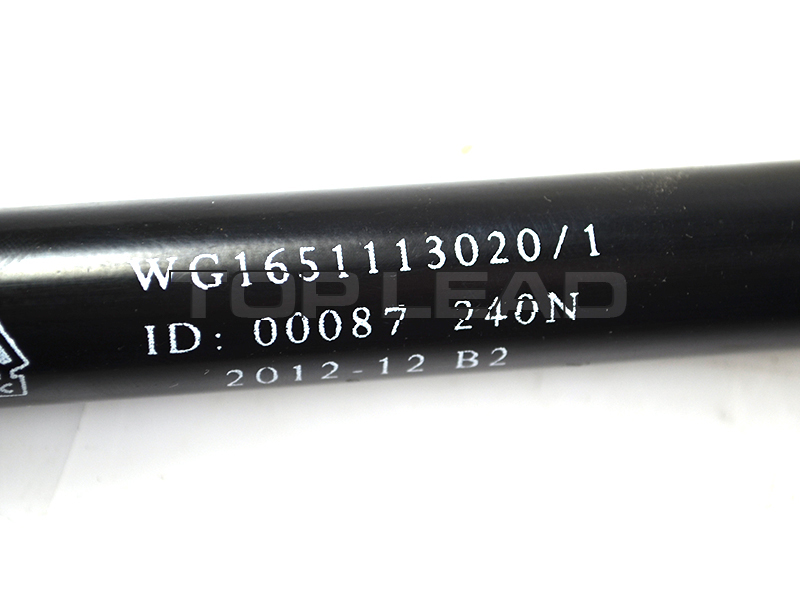 WG1651113020/1
TOP LEAD
ID: 00087 240N
2012-12 B2